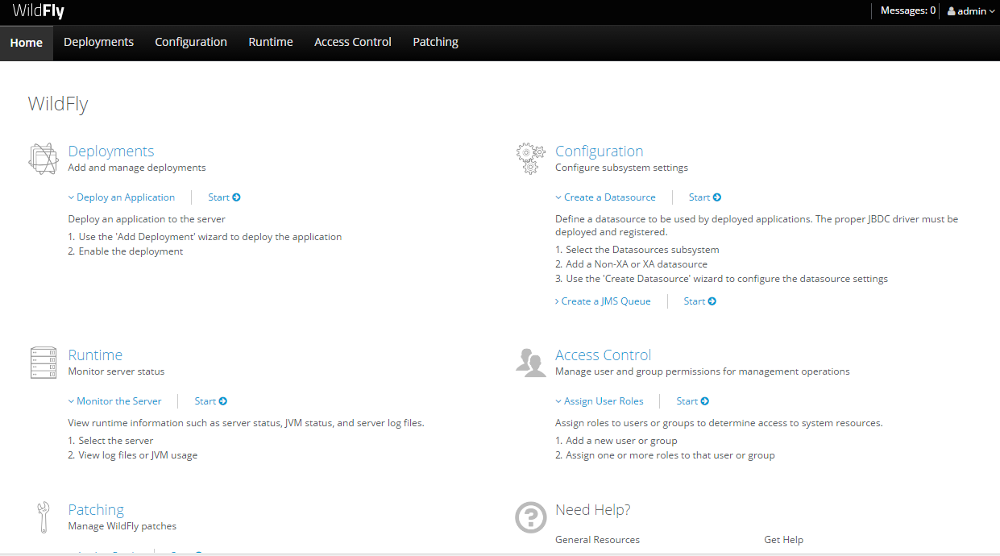 WildFly
Messages: 0
admin
Home
Deployments
Configuration
Runtime
Access Control
Patching
WildFly
Deployments
Add and manage deployments
Deploy an Application
Start
Deploy an application to the server
1. Use the 'Add Deployment' wizard to deploy the application
2. Enable the deployment
Configuration
Configure subsystem settings
Create a Datasource
Start
Define a datasource to be used by deployed applications. The proper JBDC driver must be
deployed and registered.
1. Select the Datasources subsystem
2. Add a Non-XA or XA datasource
3. Use the 'Create Datasource' wizard to configure the datasource settings
Create a JMS Queue
Start
Runtime
Monitor server status
Monitor the Server
Start
View runtime information such as server status, JVM status, and server log files.
1. Select the server
2. View log files or JVM usage
Access Control
Manage user and group permissions for management operations
Assign User Roles
Start
Assign roles to users or groups to determine access to system resources.
1. Add a new user or group
2. Assign one or more roles to that user or group
Patching
Manage WildFly patches
Need Help?
General Resources
Get Help